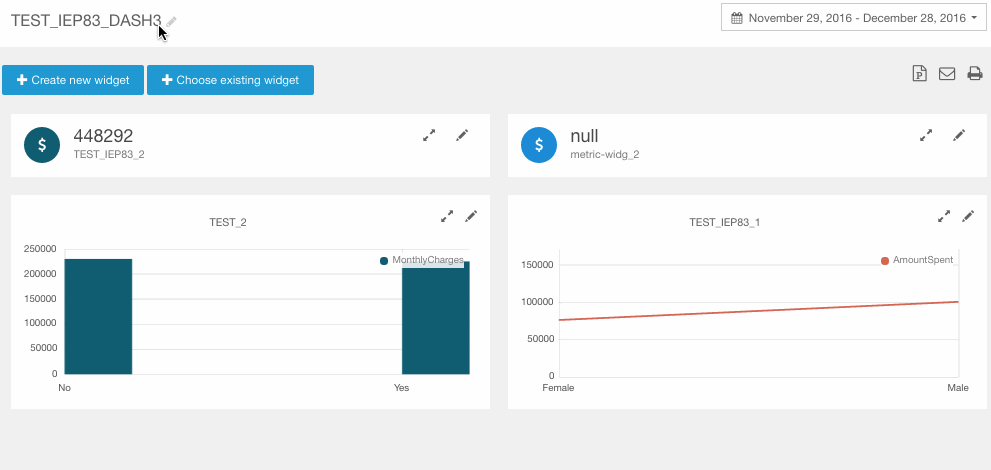 TEST_IEP83_DASH3
November 29, 2016 - December 28, 2016
Create new widget
Choose existing widget
P
$
448292
TEST_IEP83_2
$
null
metric-widg_2
TEST_2
MonthlyCharges
250000
200000
150000
100000
50000
0
No
Yes
TEST_IEP83_1
AmountSpent
150000
100000
50000
0
Female
Male